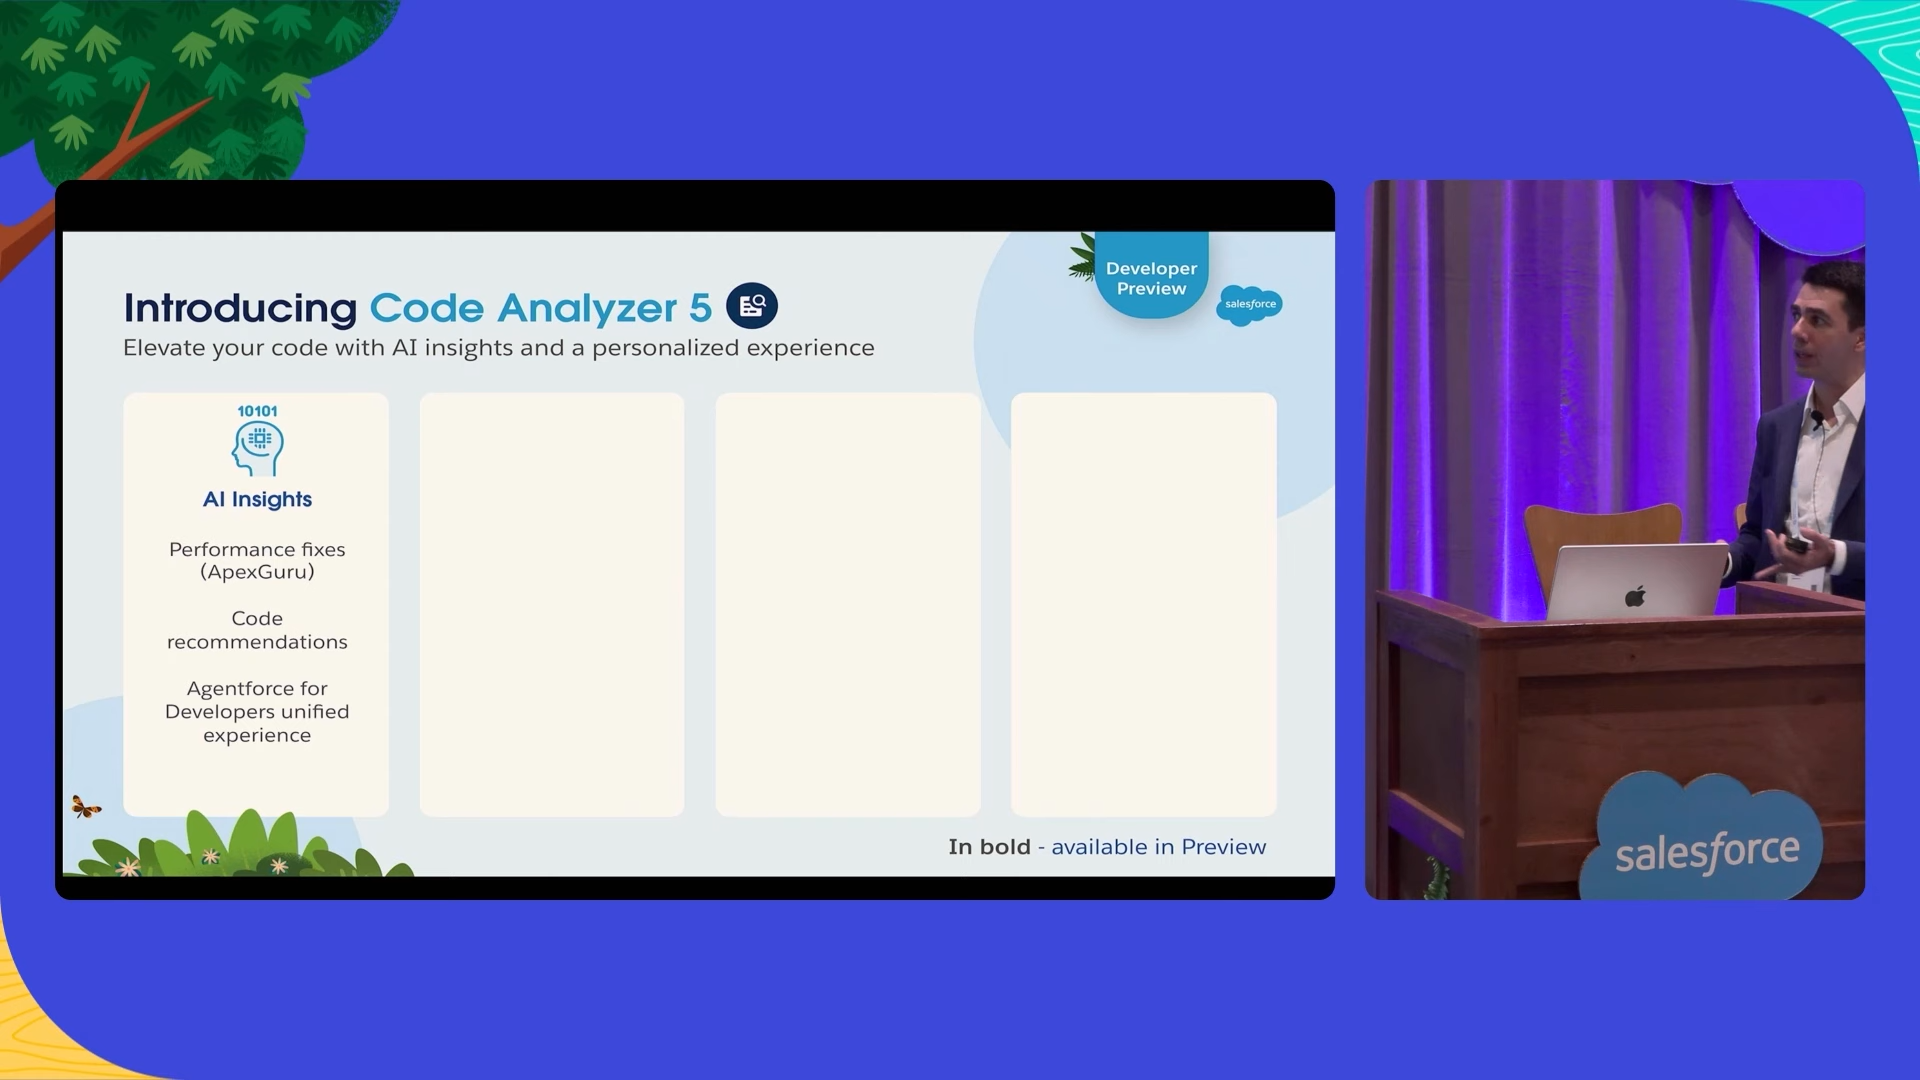 Developer
Preview
salesforce
Introducing Code Analyzer 5
Elevate your code with AI insights and a personalized experience
10101
AI Insights
Performance fixes
(ApexGuru)
Code
recommendations
Agentforce for
Developers unified
experience
In bold - available in Preview
salesforce